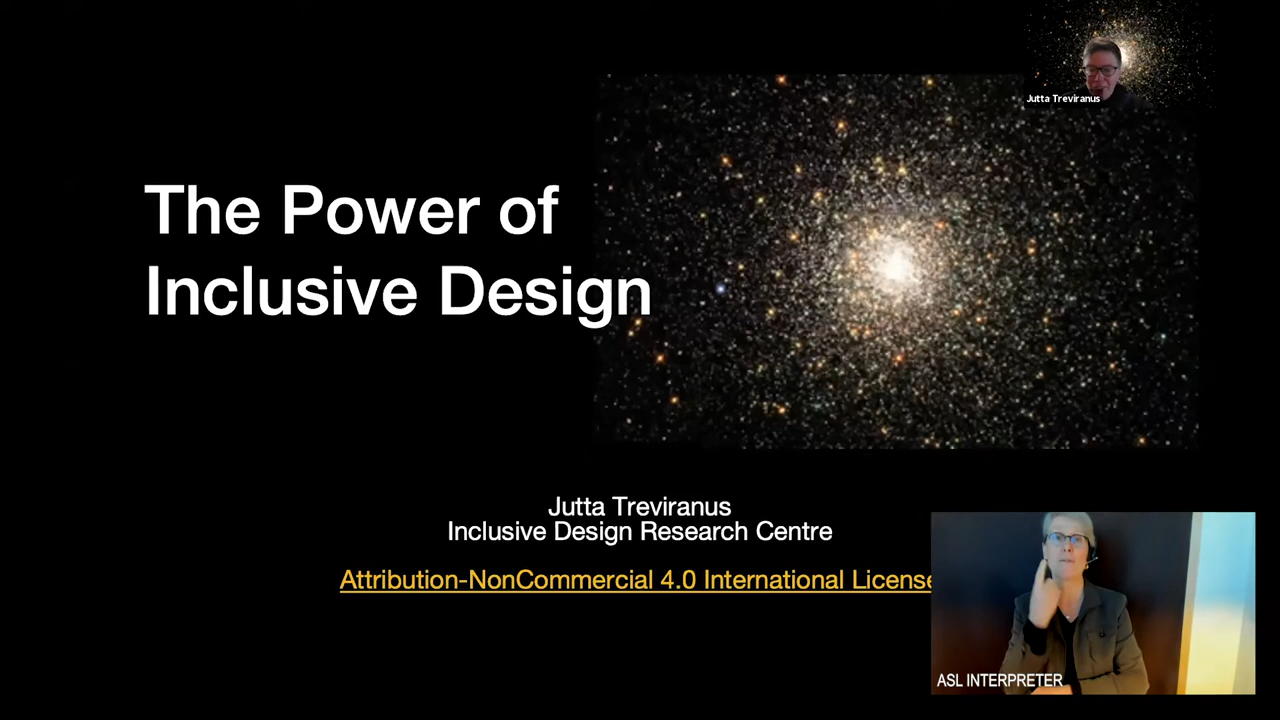 The Power of
Inclusive Design
Jutta Treviranus
Jutta Treviranus
Inclusive Design Research Centre
Attribution-NonCommercial 4.0 International License
ASL INTERPRETER